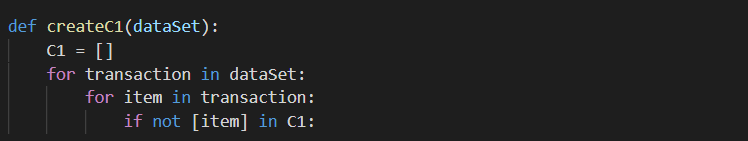 def createC1(dataSet):
    C1 = []
    for transaction in dataSet:
        for item in transaction:
            if not [item] in C1: